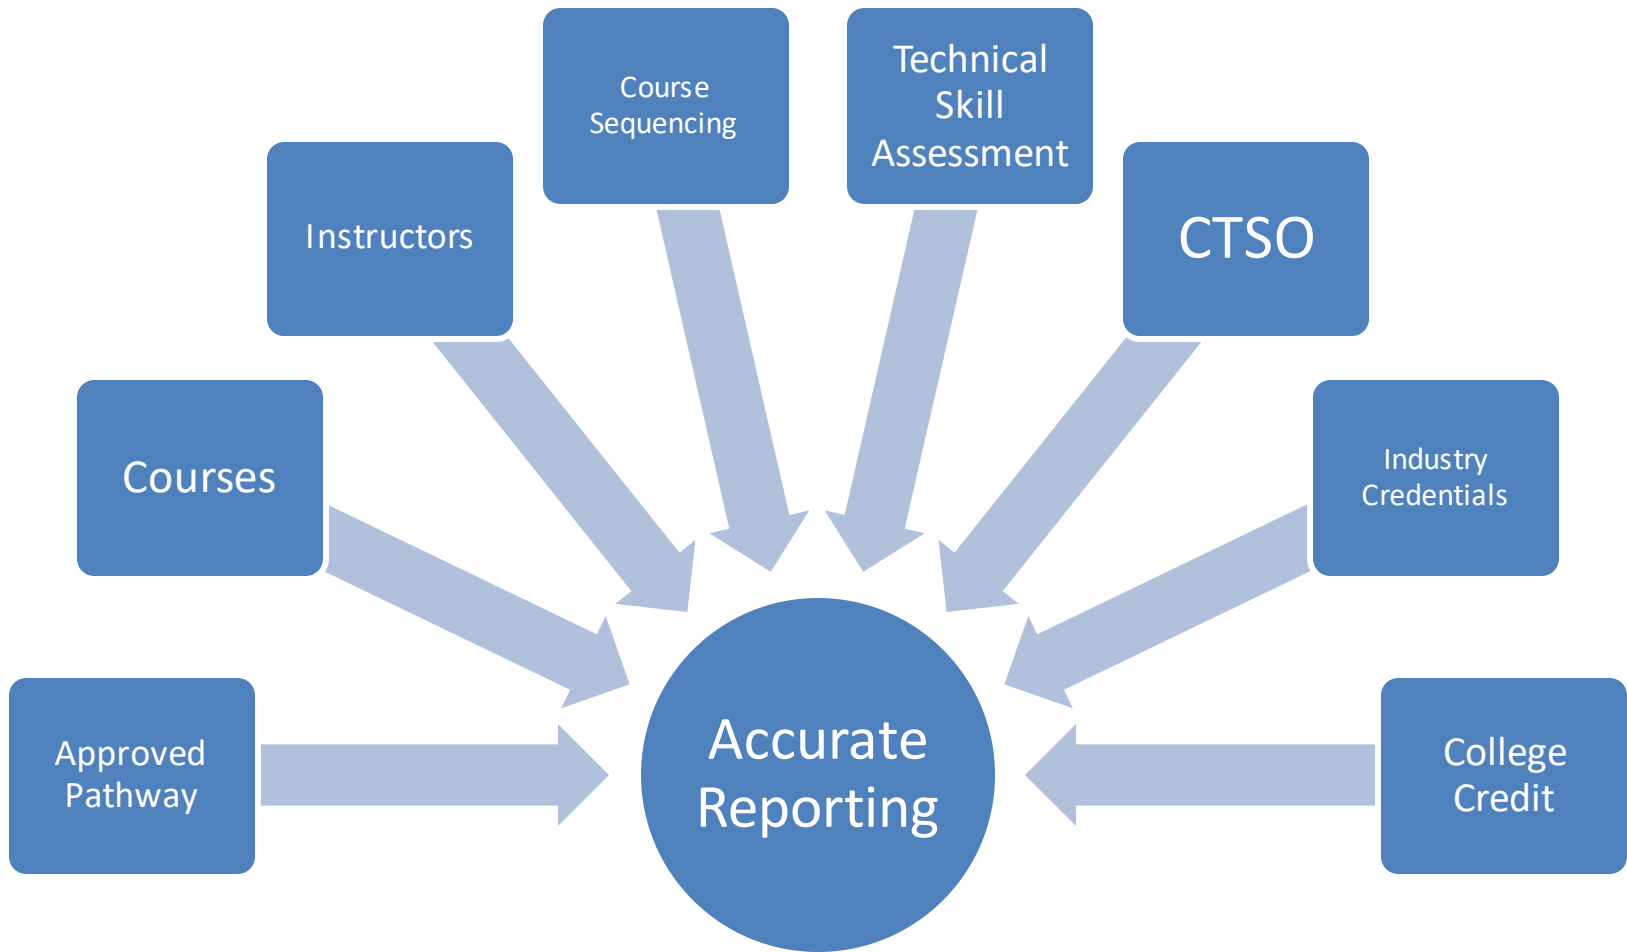 Course
Sequencing
Technical
Skill
Assessment
Instructors
CTSO
Courses
Industry
Credentials
Approved
Pathway
Accurate
Reporting
College
Credit